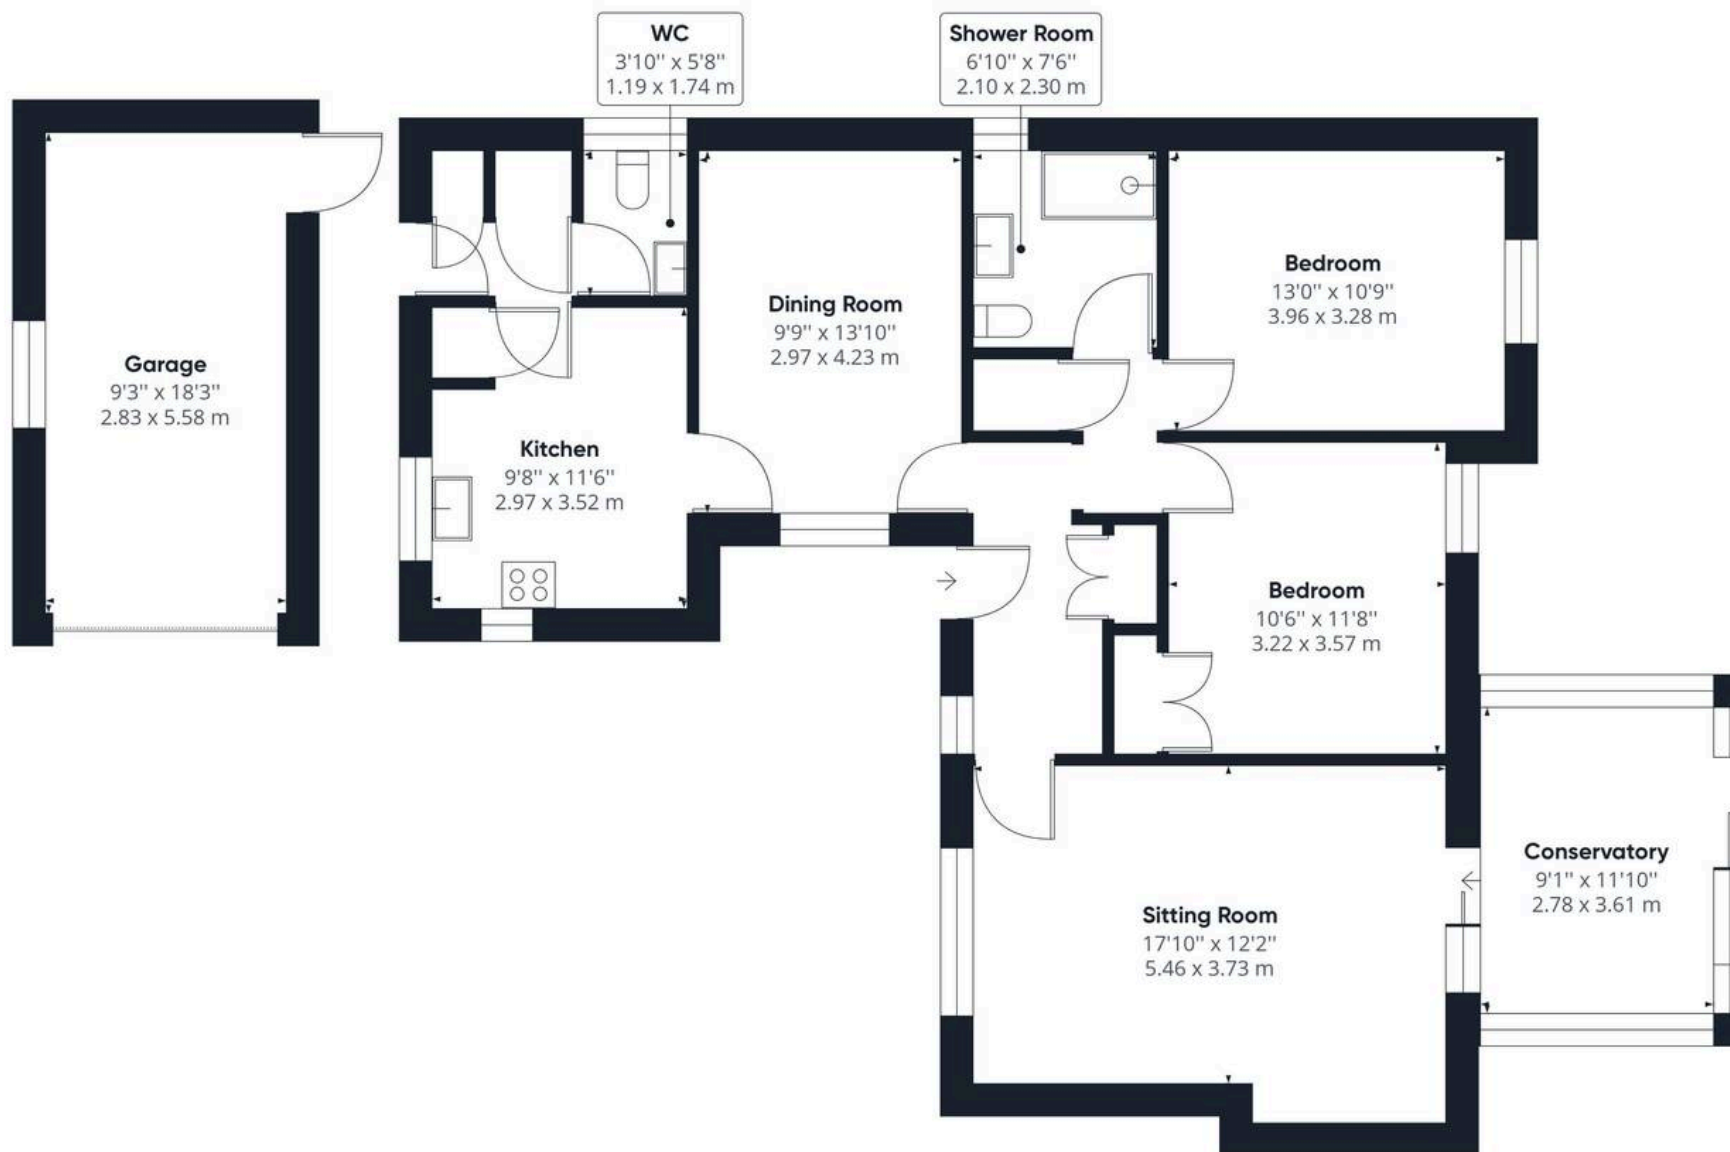 WC
3'10" x 5'8"
1.19 x 1.74 m
Shower Room
6'10" x 7'6"
2.10 x 2.30 m
Bedroom
13'0" x 10'9"
3.96 x 3.28 m
Dining Room
9'9" x 13'10"
2.97 x 4.23 m
Garage
9'3" x 18'3"
2.83 x 5.58 m
Kitchen
9'8" x 11'6"
2.97 x 3.52 m
Bedroom
10'6" x 11'8"
3.22 x 3.57 m
Conservatory
9'1" x 11'10"
2.78 x 3.61 m
Sitting Room
17'10" x 12'2"
5.46 x 3.73 m